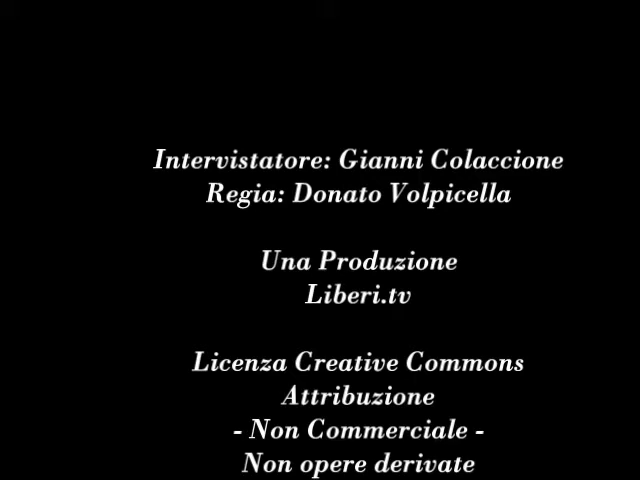 Intervistatore: Gianni Colaccione
Regia: Donato Volpicella
Una Produzione
Liberi.tv
Licenza Creative Commons
Attribuzione
- Non Commerciale -
Non opere derivate